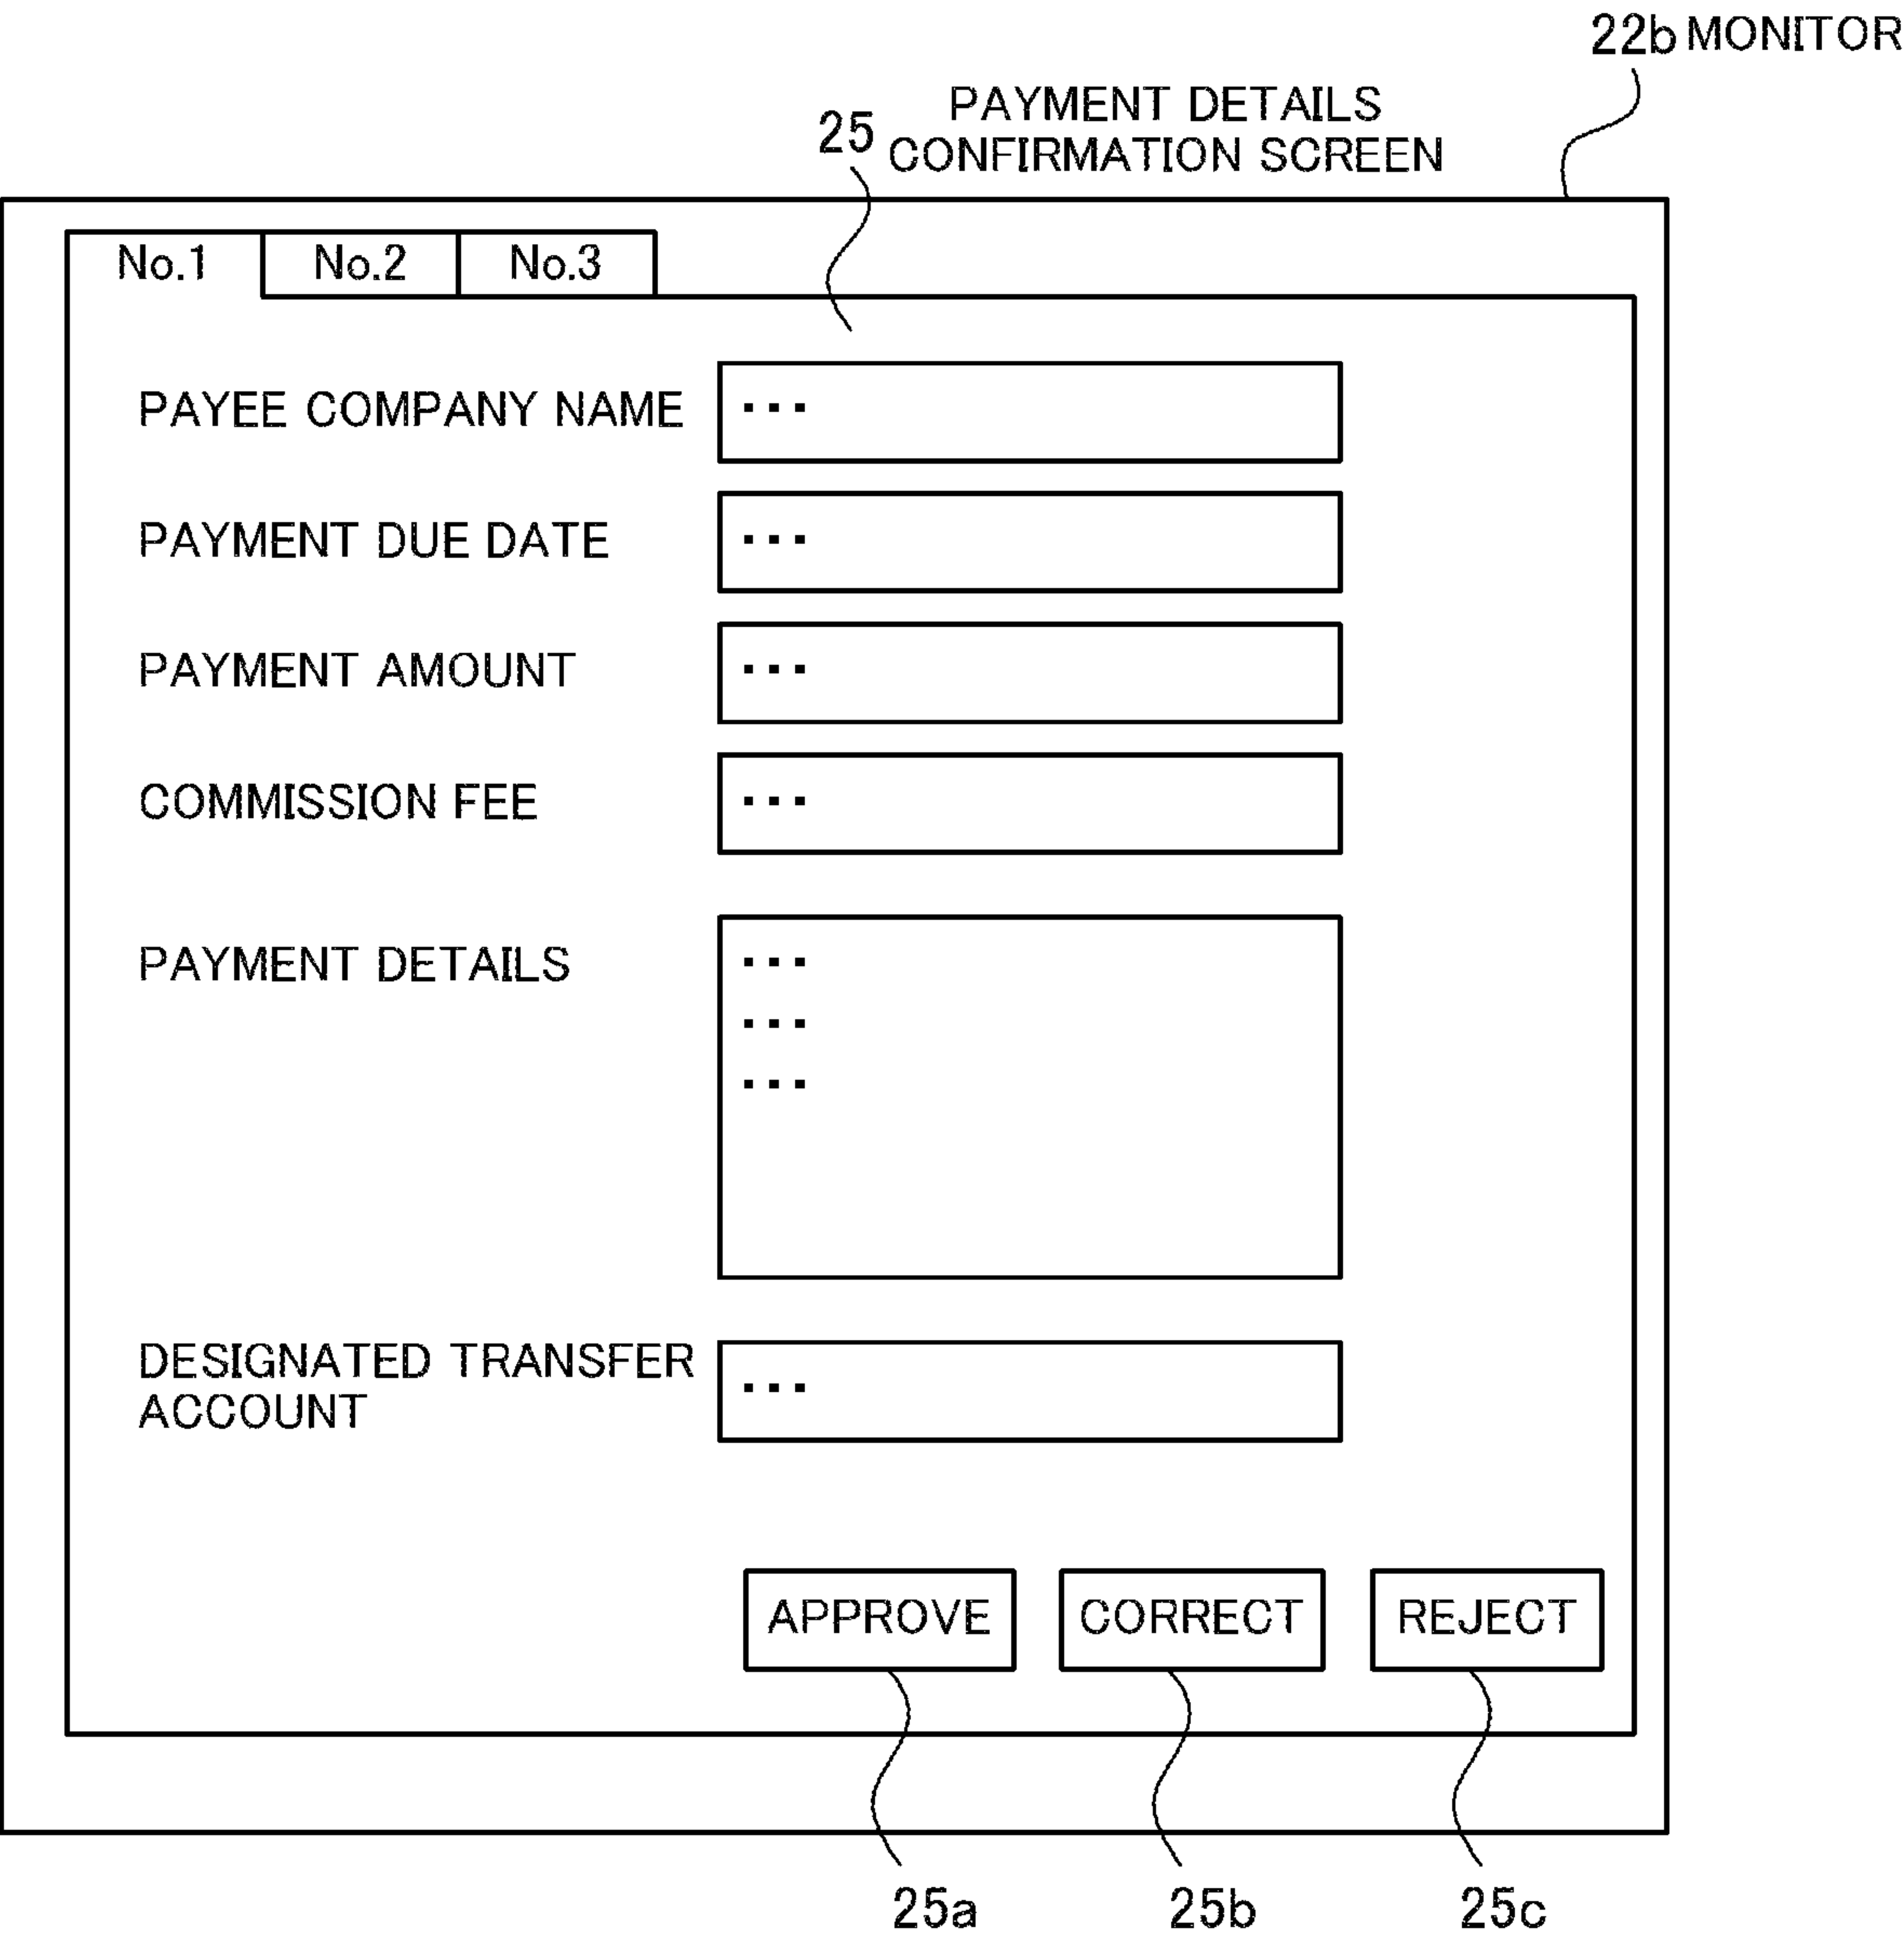 22b MONITOR
25 PAYMENT DETAILS
CONFIRMATION SCREEN
No.1 No.2 No.3
PAYEE COMPANY NAME ...
PAYMENT DUE DATE ...
PAYMENT AMOUNT ...
COMMISSION FEE ...
PAYMENT DETAILS ...
...
...
DESIGNATED TRANSFER
ACCOUNT ...
APPROVE CORRECT REJECT
25a 25b 25c